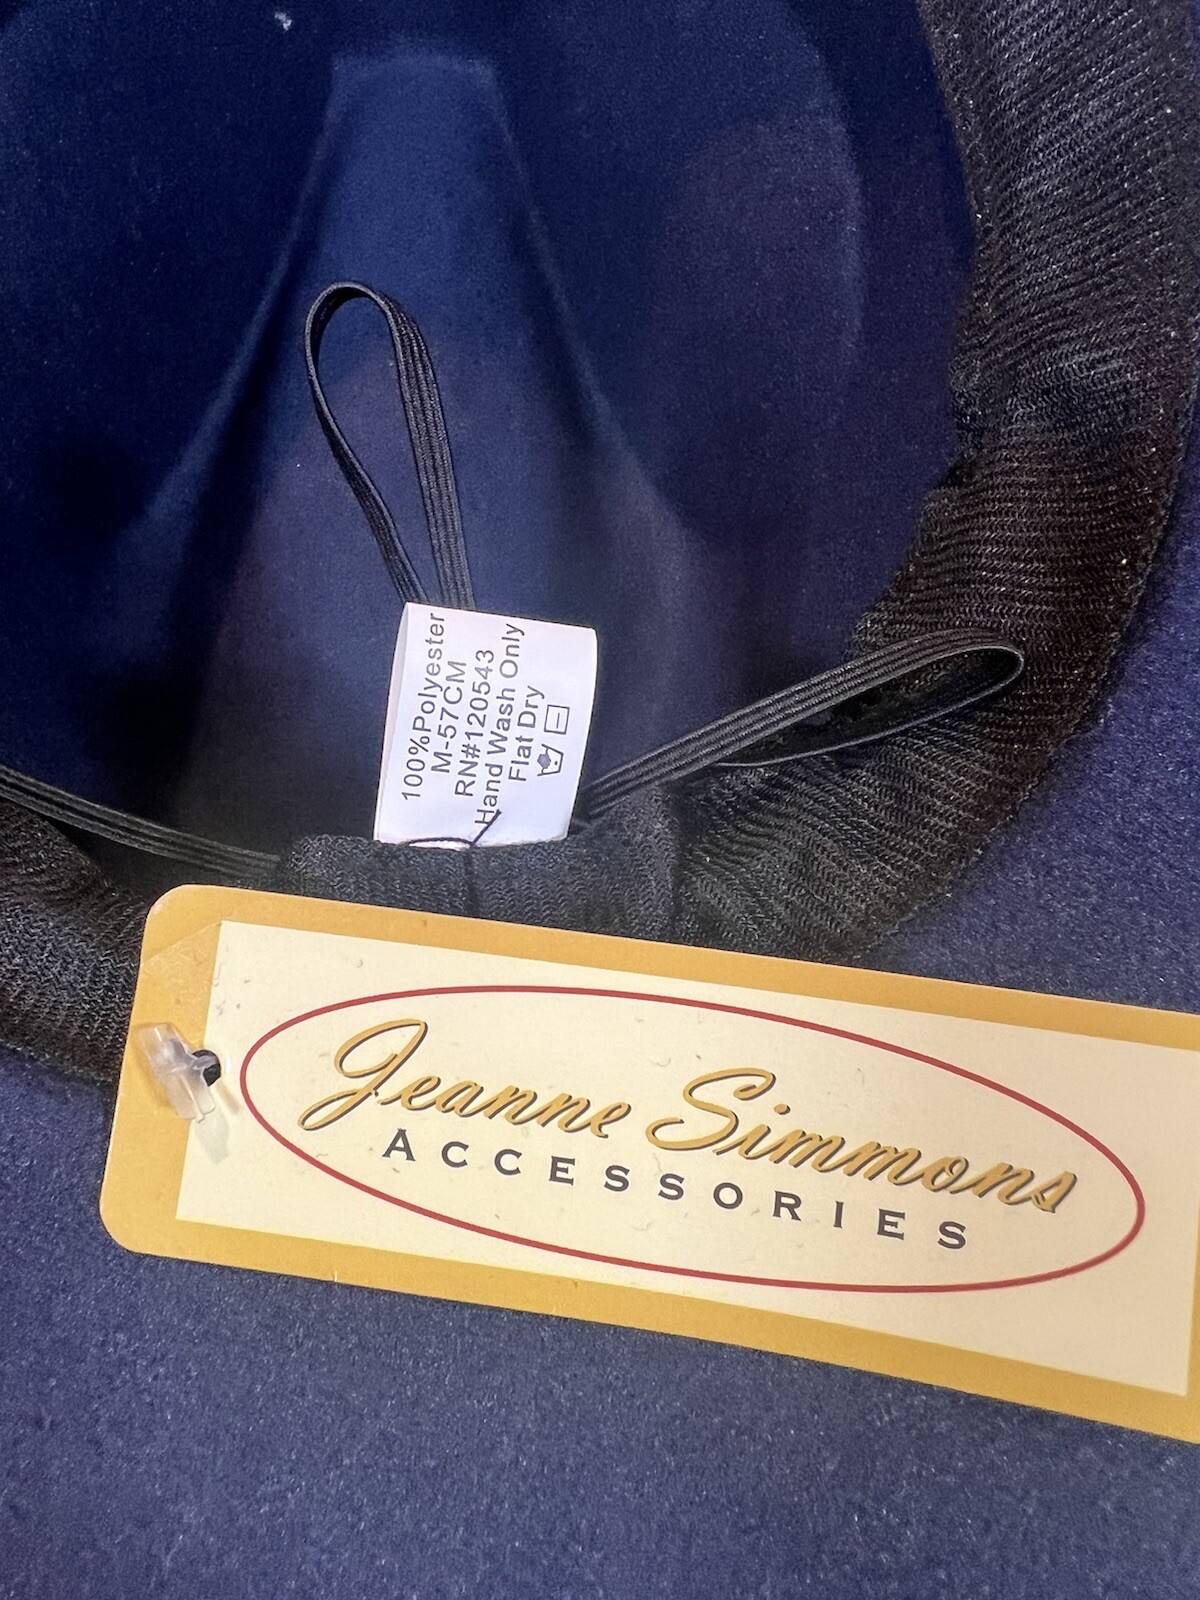 100%Polyester
M-57CM
RN#120543
Hand Wash Only
Flat Dry
Jeanne Simmons
ACCESSORIES